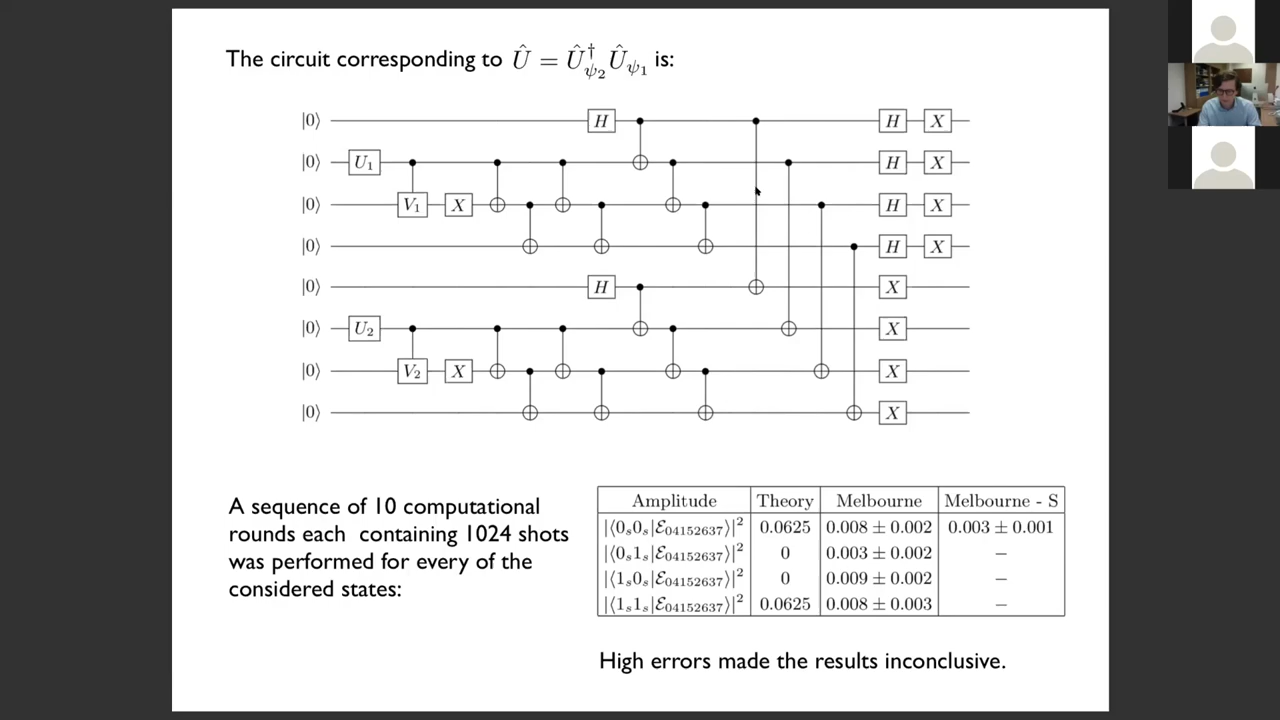 The circuit corresponding to Û = Û†ψ₂ Ûψ₁ is:
|0⟩ H H X
|0⟩ U₁ H X
|0⟩ V₁ X H X
|0⟩ H X
|0⟩ H X
|0⟩ U₂ X
|0⟩ V₂ X X
|0⟩ X
A sequence of 10 computational
rounds each containing 1024 shots
was performed for every of the
considered states:
Amplitude Theory Melbourne Melbourne - S
|⟨0ₛ0ₛ|ℰ₀₄₁₅₂₆₃₇⟩|² 0.0625 0.008 ± 0.002 0.003 ± 0.001
|⟨0ₛ1ₛ|ℰ₀₄₁₅₂₆₃₇⟩|² 0 0.003 ± 0.002 –
|⟨1ₛ0ₛ|ℰ₀₄₁₅₂₆₃₇⟩|² 0 0.009 ± 0.002 –
|⟨1ₛ1ₛ|ℰ₀₄₁₅₂₆₃₇⟩|² 0.0625 0.008 ± 0.003 –
High errors made the results inconclusive.